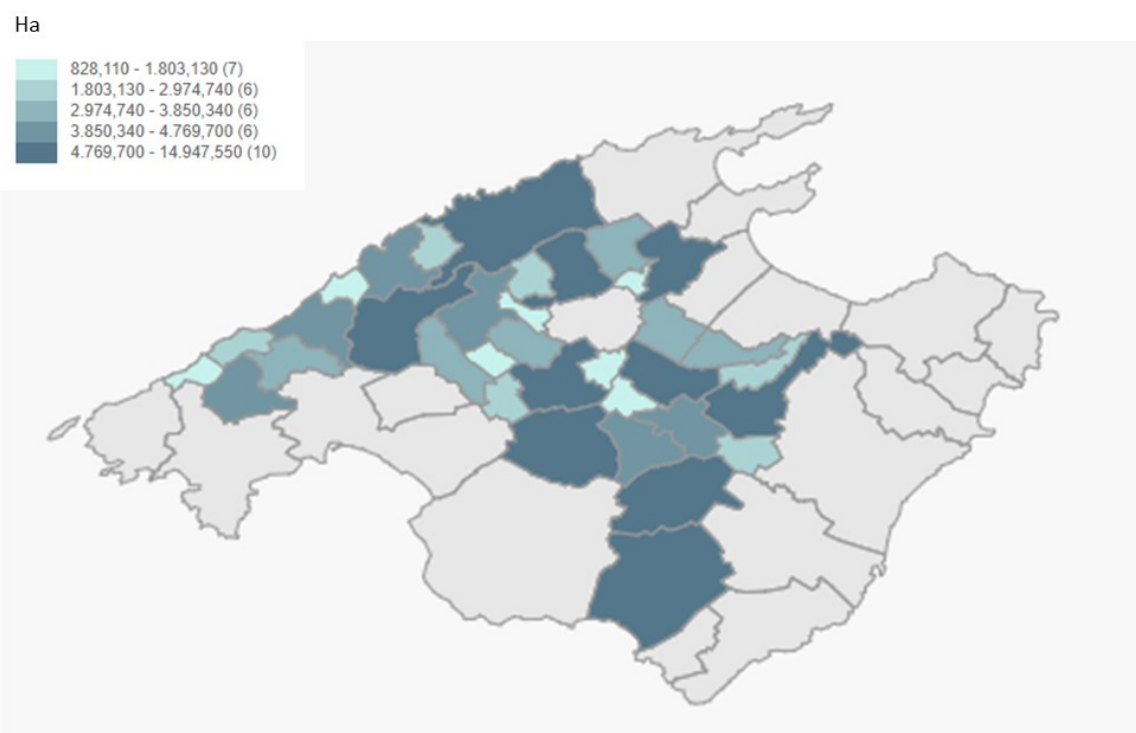 Ha
828,110 - 1.803,130 (7)
1.803,130 - 2.974,740 (6)
2.974,740 - 3.850,340 (6)
3.850,340 - 4.769,700 (6)
4.769,700 - 14.947,550 (10)